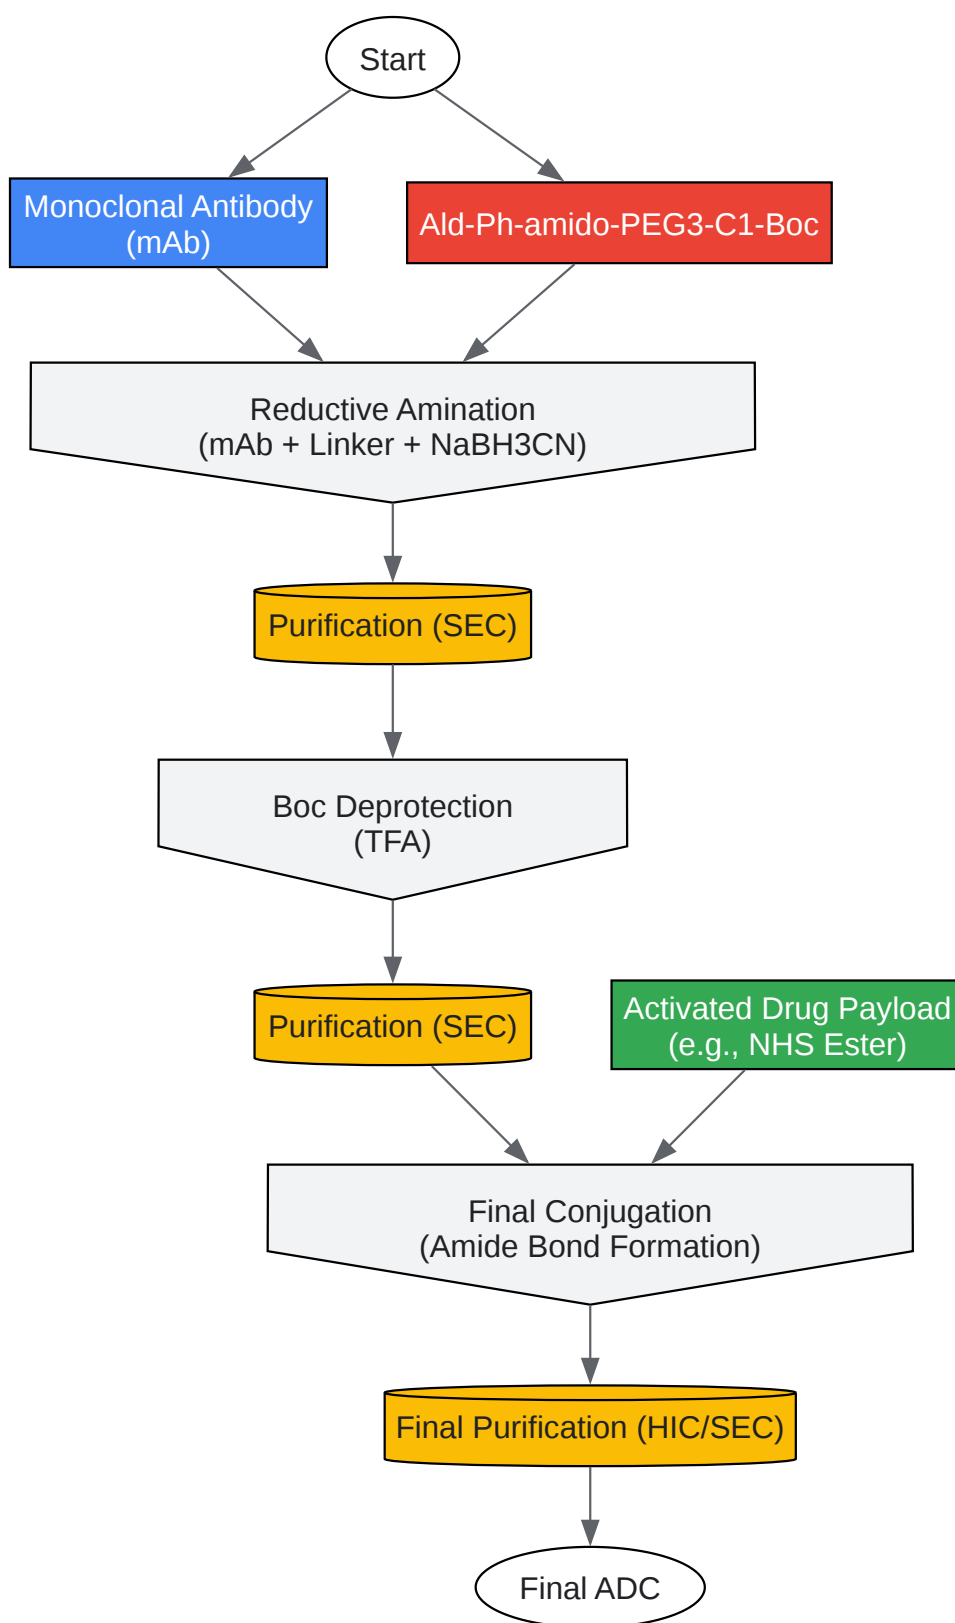 Start
Monoclonal Antibody
(mAb)
Ald-Ph-amido-PEG3-C1-Boc
Reductive Amination
(mAb + Linker + NaBH3CN)
Purification (SEC)
Boc Deprotection
(TFA)
Purification (SEC)
Activated Drug Payload
(e.g., NHS Ester)
Final Conjugation
(Amide Bond Formation)
Final Purification (HIC/SEC)
Final ADC